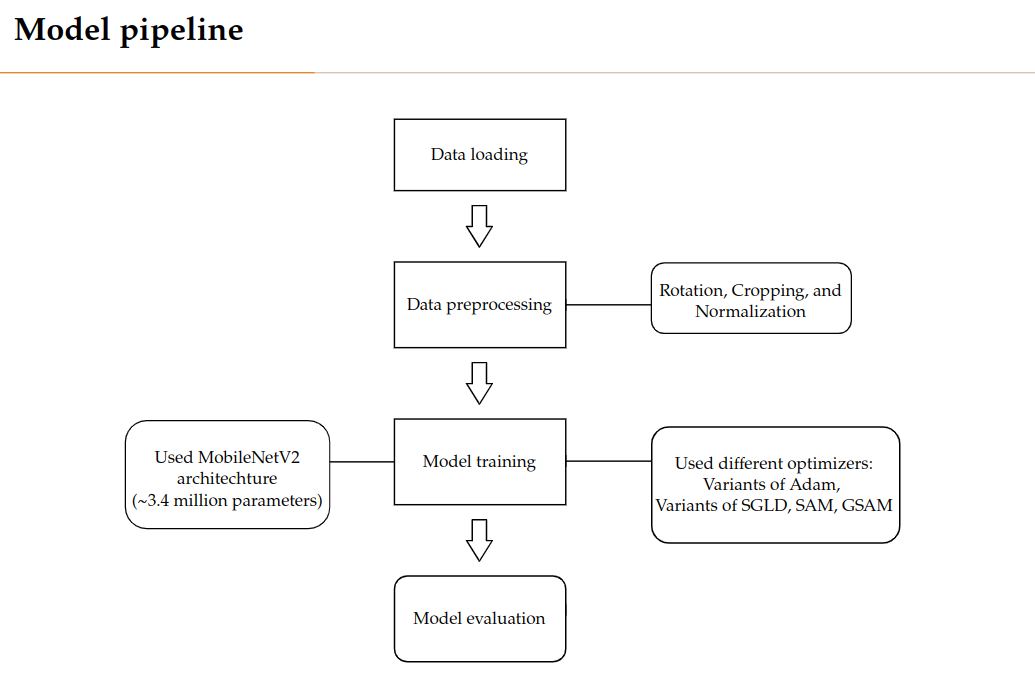 Model pipeline
Data loading
Data preprocessing
Rotation, Cropping, and
Normalization
Used MobileNetV2
architechture
(~3.4 million parameters)
Model training
Used different optimizers:
Variants of Adam,
Variants of SGLD, SAM, GSAM
Model evaluation